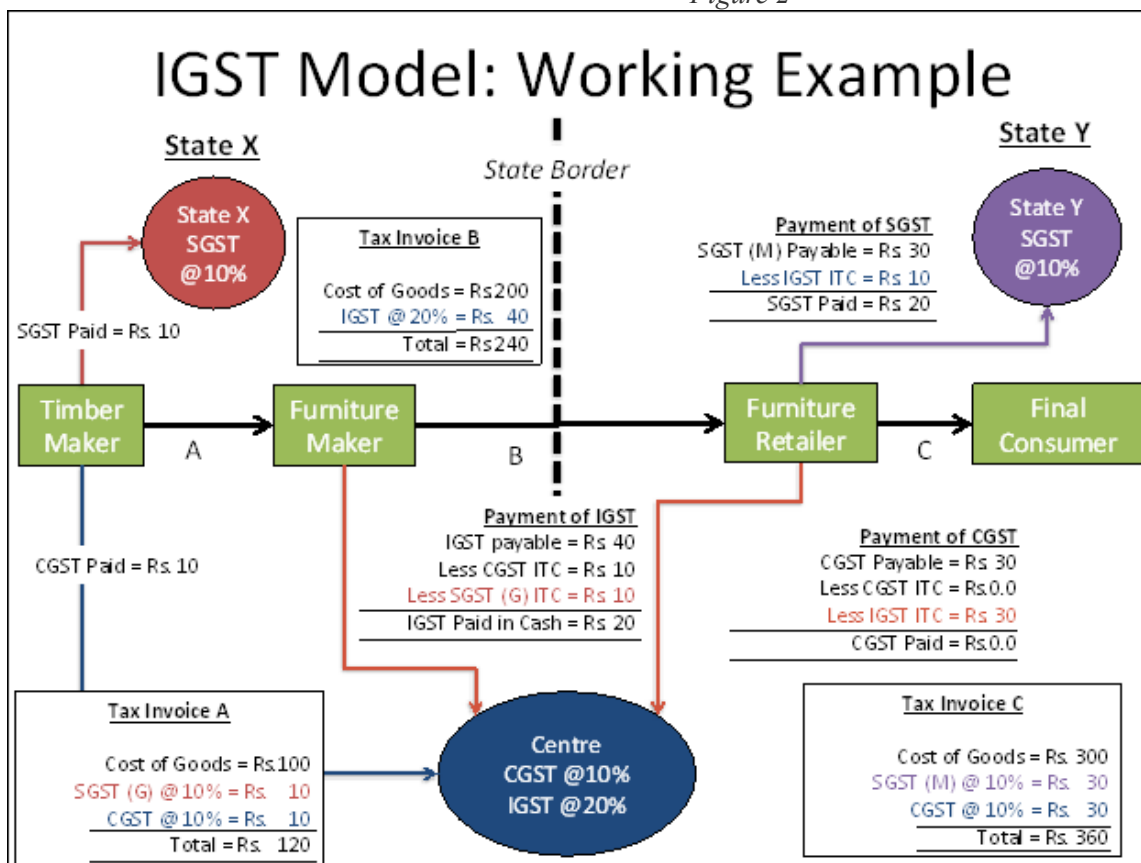 Figure 2
IGST Model: Working Example
State X
State Border
State Y
State X
SGST
@10%
Tax Invoice B
Cost of Goods = Rs.200
IGST @ 20% = Rs. 40
Total = Rs 240
Payment of SGST
SGST (M) Payable = Rs. 30
Less IGST ITC = Rs. 10
SGST Paid = Rs. 20
State Y
SGST
@10%
SGST Paid = Rs. 10
Timber
Maker
A
Furniture
Maker
B
Furniture
Retailer
C
Final
Consumer
CGST Paid = Rs. 10
Payment of IGST
IGST payable = Rs. 40
Less CGST ITC = Rs. 10
Less SGST (G) ITC = Rs. 10
IGST Paid in Cash = Rs. 20
Payment of CGST
CGST Payable = Rs. 30
Less CGST ITC = Rs.0.0
Less IGST ITC = Rs. 30
CGST Paid = Rs.0.0
Tax Invoice A
Cost of Goods = Rs.100
SGST (G) @ 10% = Rs. 10
CGST @ 10% = Rs. 10
Total = Rs. 120
Centre
CGST @10%
IGST @20%
Tax Invoice C
Cost of Goods = Rs. 300
SGST (M) @ 10% = Rs. 30
CGST @ 10% = Rs. 30
Total = Rs. 360